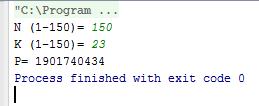 "C:\Program ...
N (1-150)= 150
K (1-150)= 23
P= 1901740434
Process finished with exit code 0